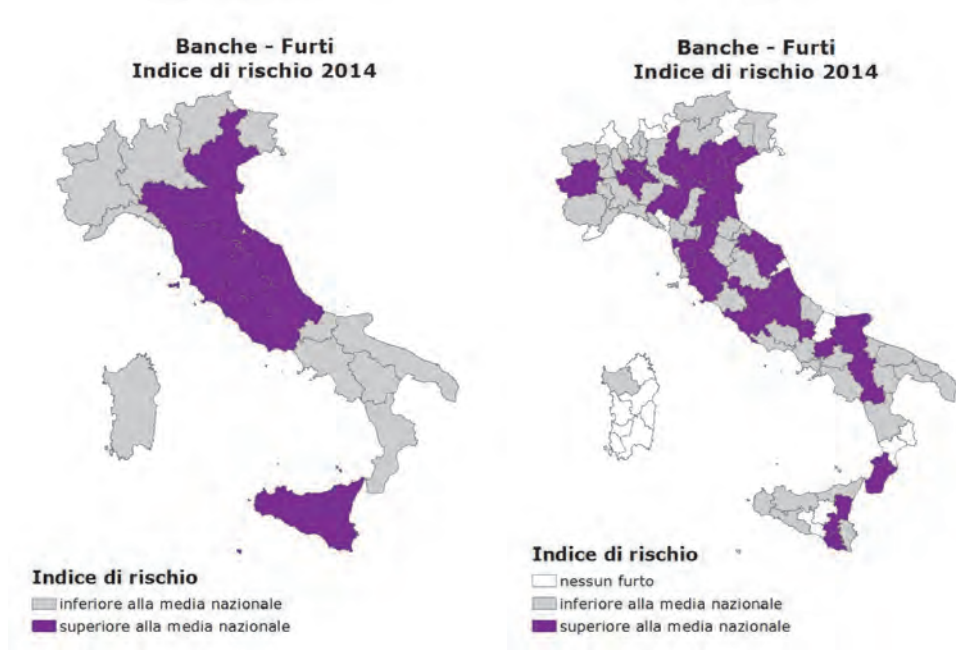 Banche - Furti
Indice di rischio 2014
Indice di rischio
inferiore alla media nazionale
superiore alla media nazionale
Banche - Furti
Indice di rischio 2014
Indice di rischio
nessun furto
inferiore alla media nazionale
superiore alla media nazionale